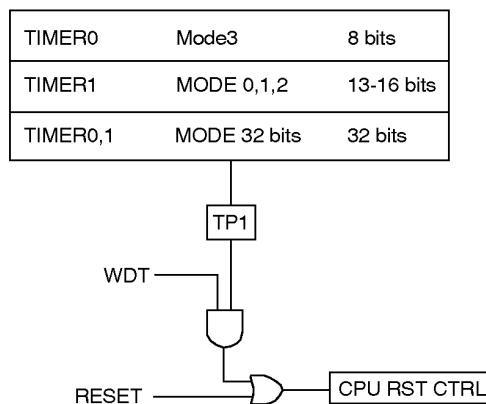 TIMER0 Mode3 8 bits
TIMER1 MODE 0,1,2 13-16 bits
TIMER0,1 MODE 32 bits 32 bits
TP1
WDT
RESET CPU RST CTRL